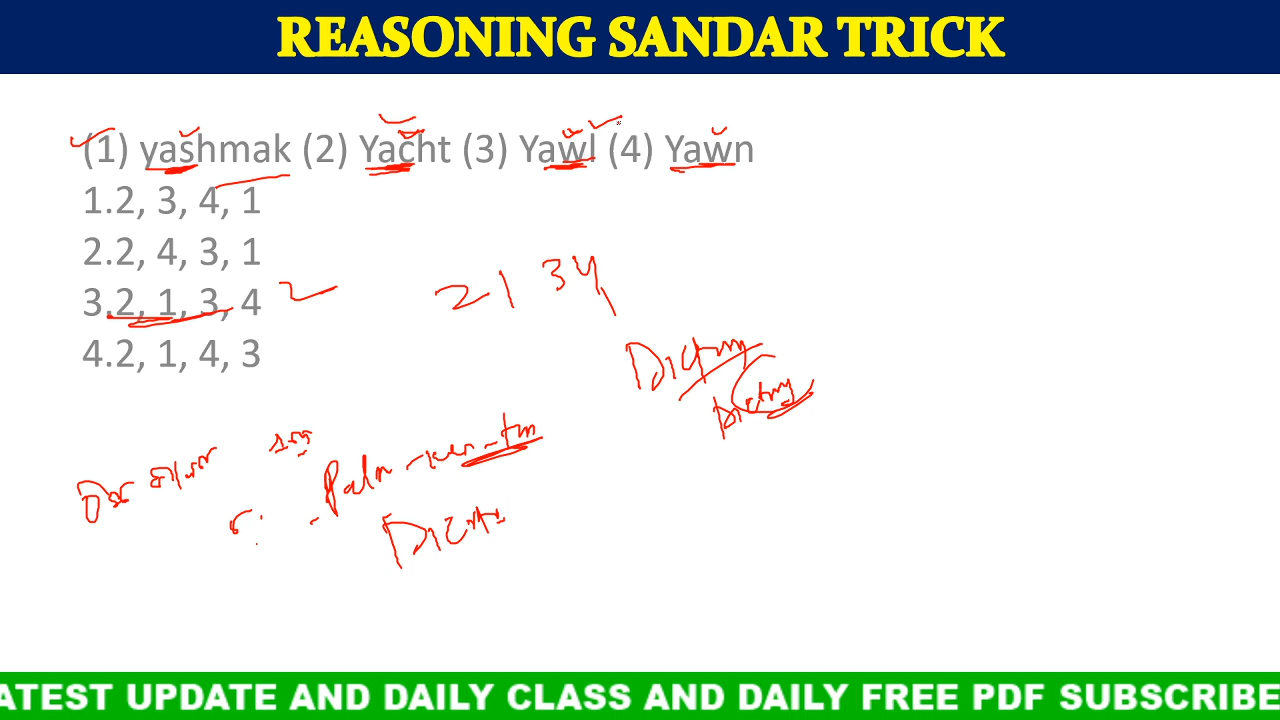 REASONING SANDAR TRICK
(1) yashmak (2) Yacht (3) Yawl (4) Yawn
1.2, 3, 4, 1
2.2, 4, 3, 1
3.2, 1, 3, 4
4.2, 1, 4, 3
2 1 3 4
ATEST UPDATE AND DAILY CLASS AND DAILY FREE PDF SUBSCRIBE